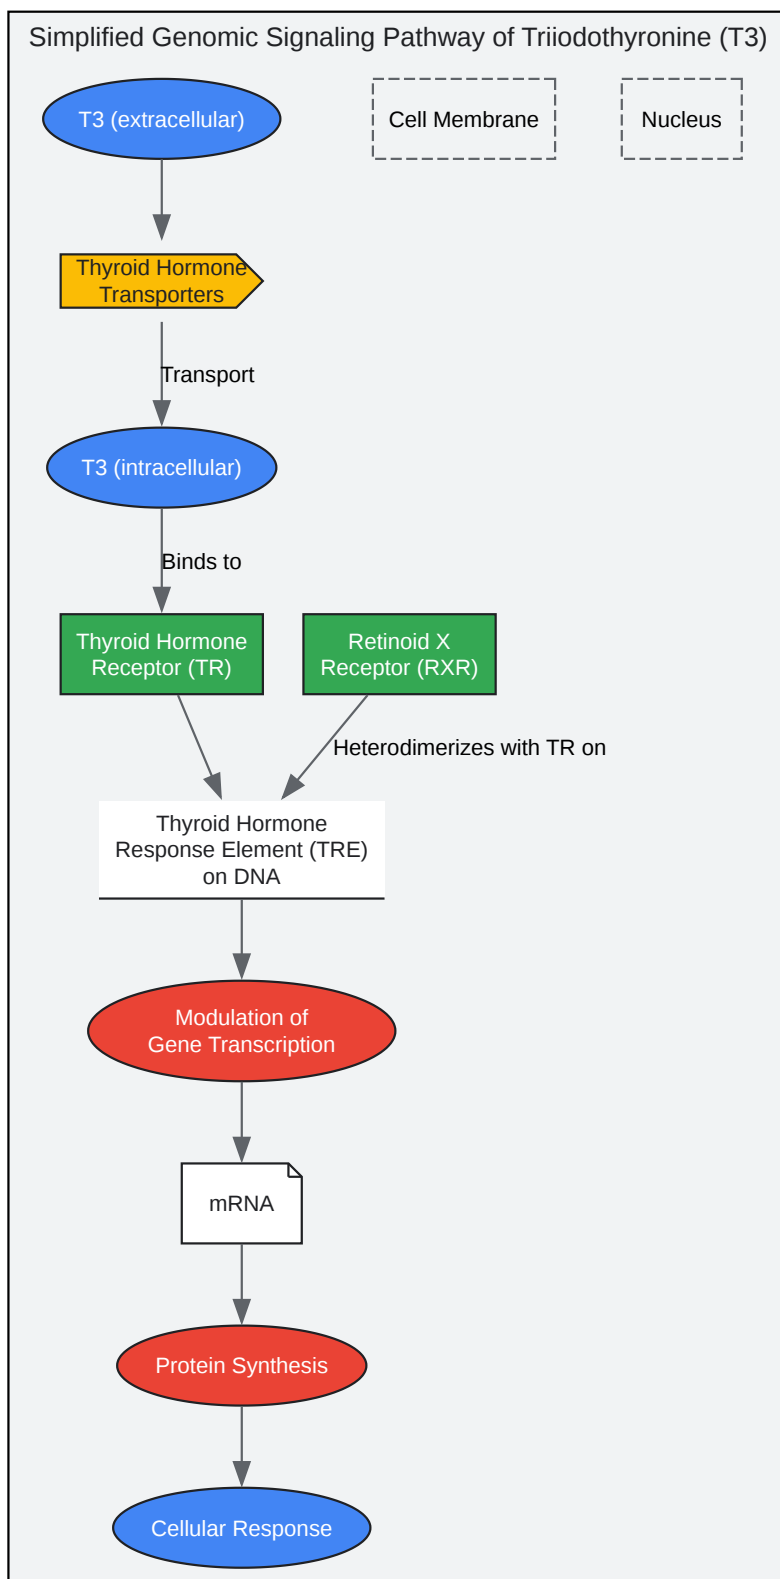 Simplified Genomic Signaling Pathway of Triiodothyronine (T3)
T3 (extracellular)
Cell Membrane
Nucleus
Thyroid Hormone
Transporters
Transport
T3 (intracellular)
Binds to
Thyroid Hormone
Receptor (TR)
Retinoid X
Receptor (RXR)
Heterodimerizes with TR on
Thyroid Hormone
Response Element (TRE)
on DNA
Modulation of
Gene Transcription
mRNA
Protein Synthesis
Cellular Response